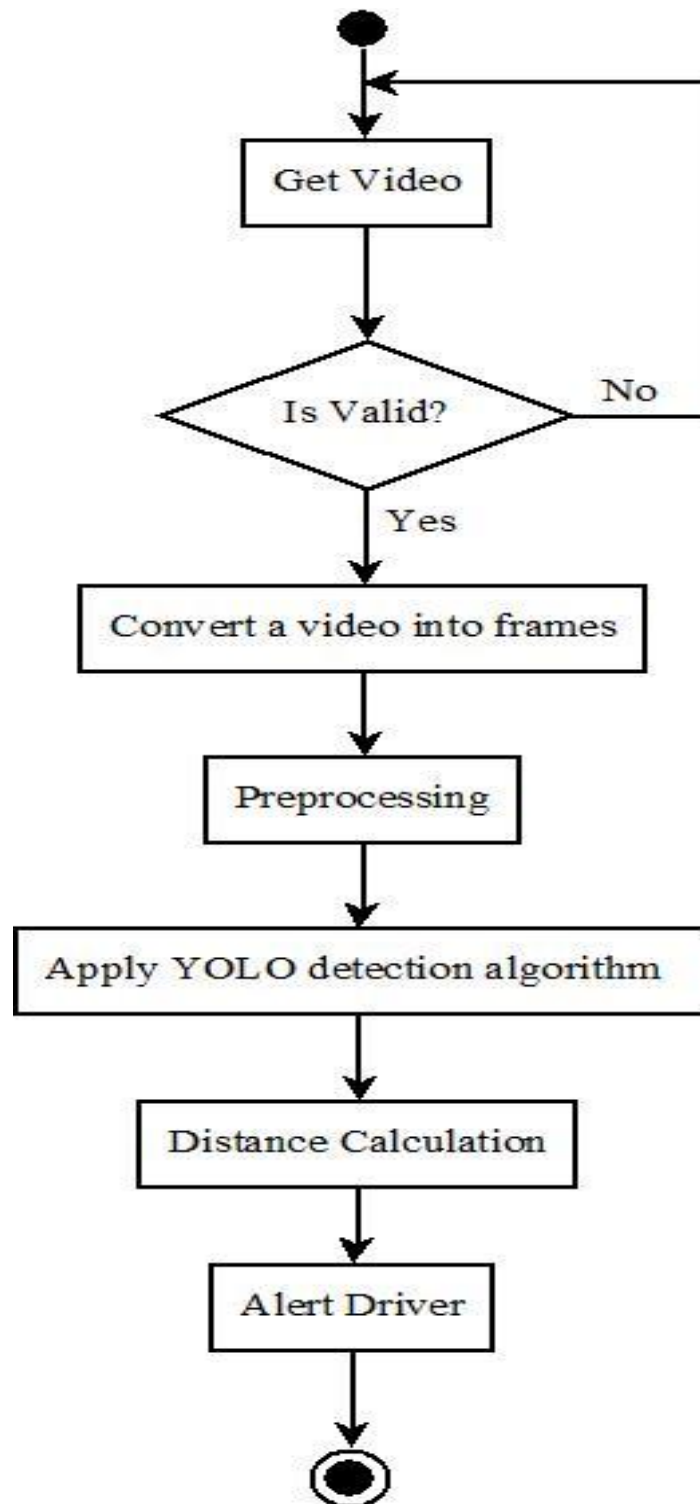 Get Video
Is Valid?
No
Yes
Convert a video into frames
Preprocessing
Apply YOLO detection algorithm
Distance Calculation
Alert Driver